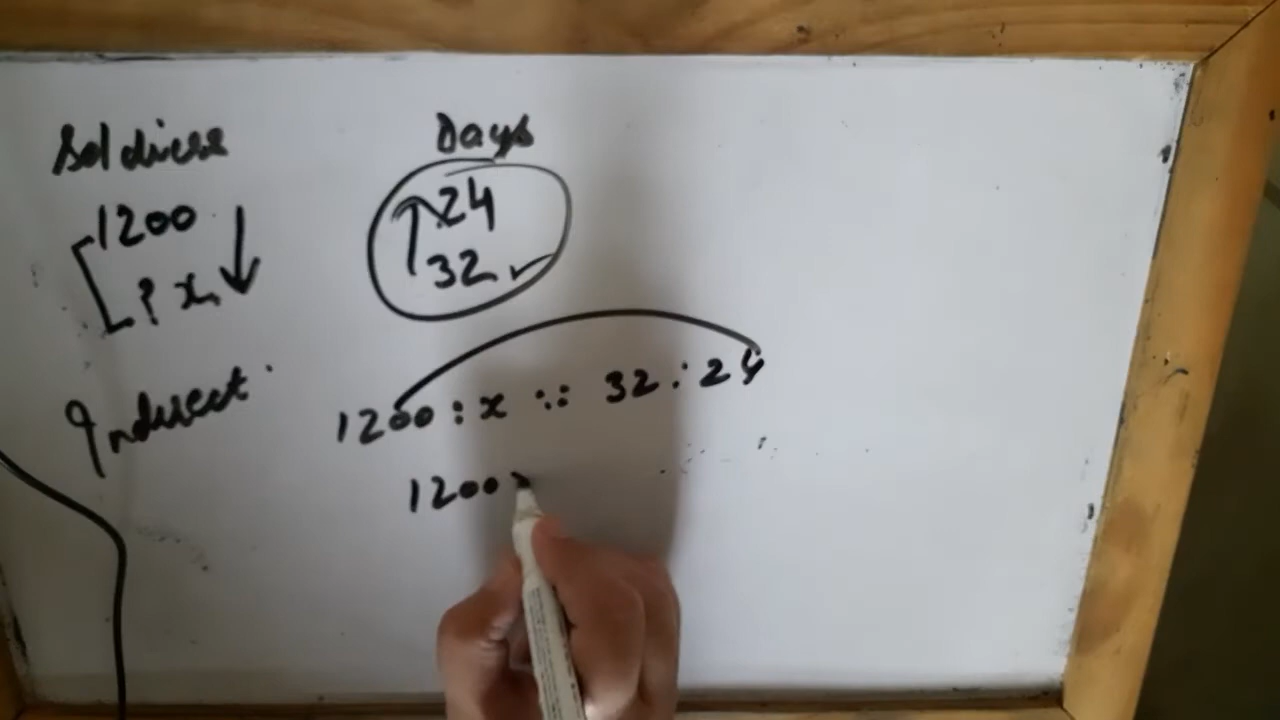 Soldiers Days
1200 24
? x 32
Indirect
1200 : x :: 32 : 24
1200 ×